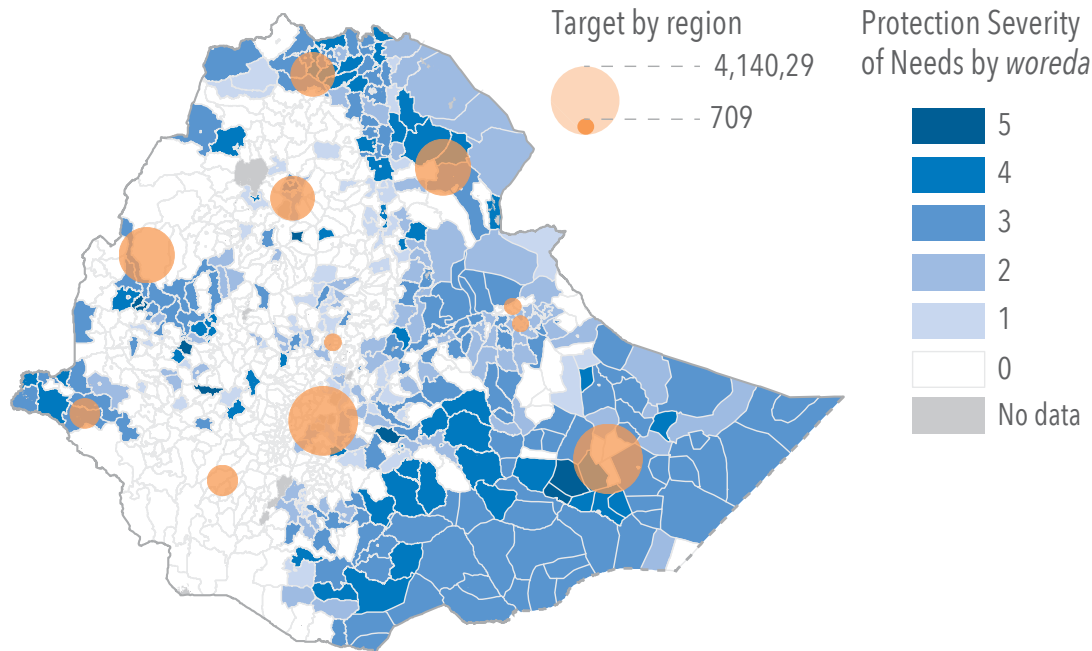 Target by region
4,140,29
709
Protection Severity
of Needs by woreda
5
4
3
2
1
0
No data